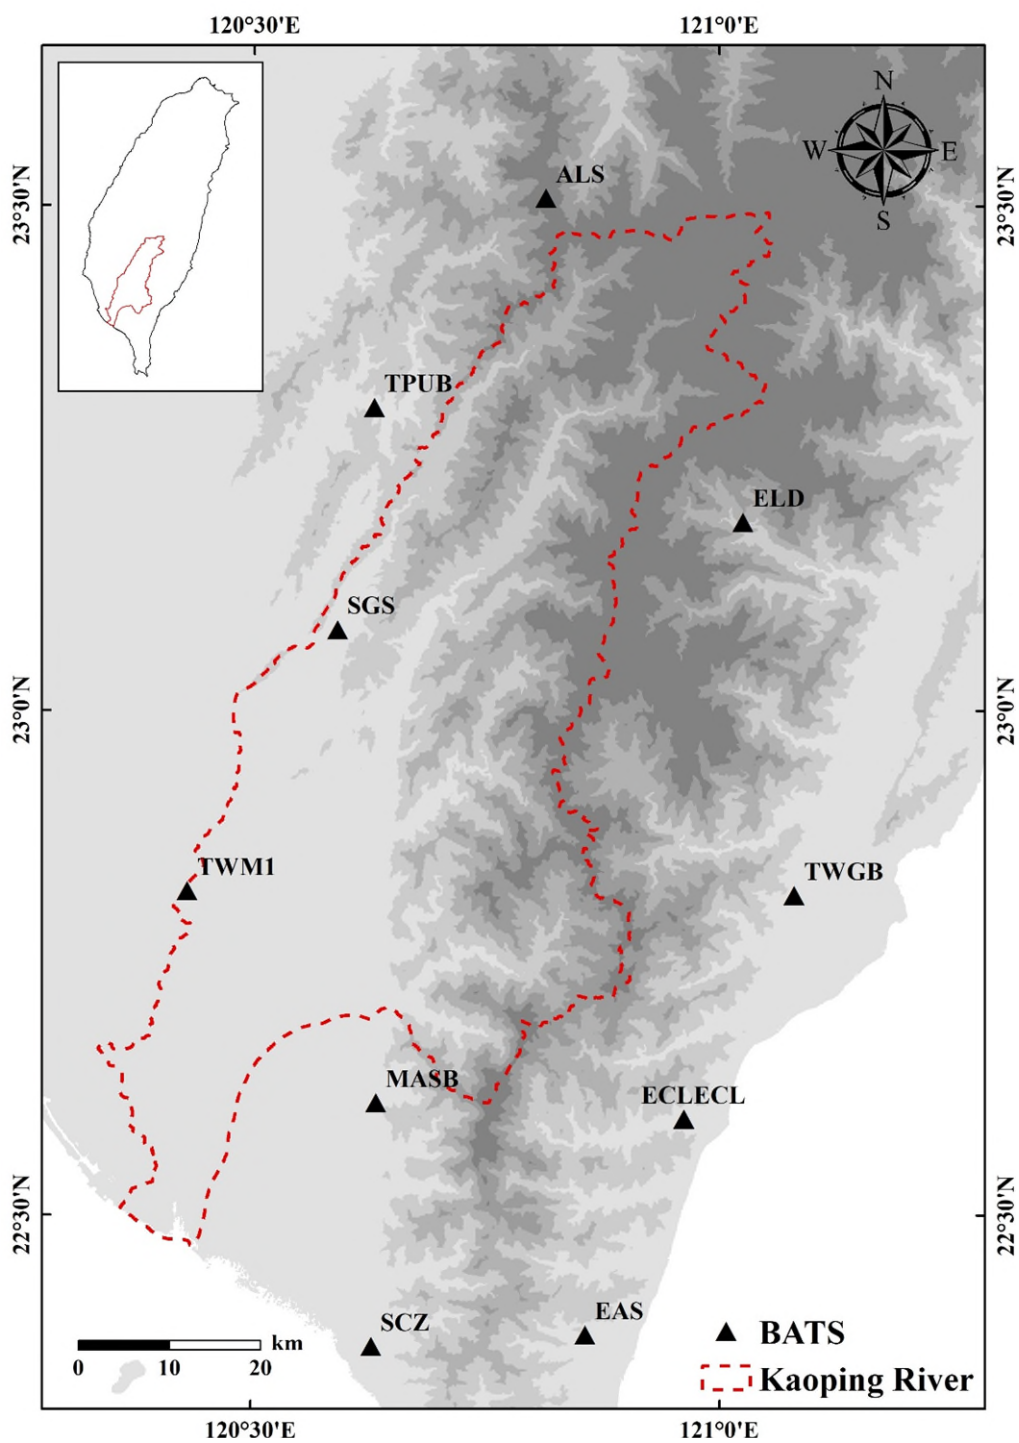 120°30'E
121°0'E
N
W
E
S
ALS
23°30'N
23°30'N
TPUB
ELD
SGS
23°0'N
23°0'N
TWM1
TWGB
MASB
ECLECL
22°30'N
22°30'N
SCZ
EAS
BATS
km
0
10
20
Kaoping River
120°30'E
121°0'E